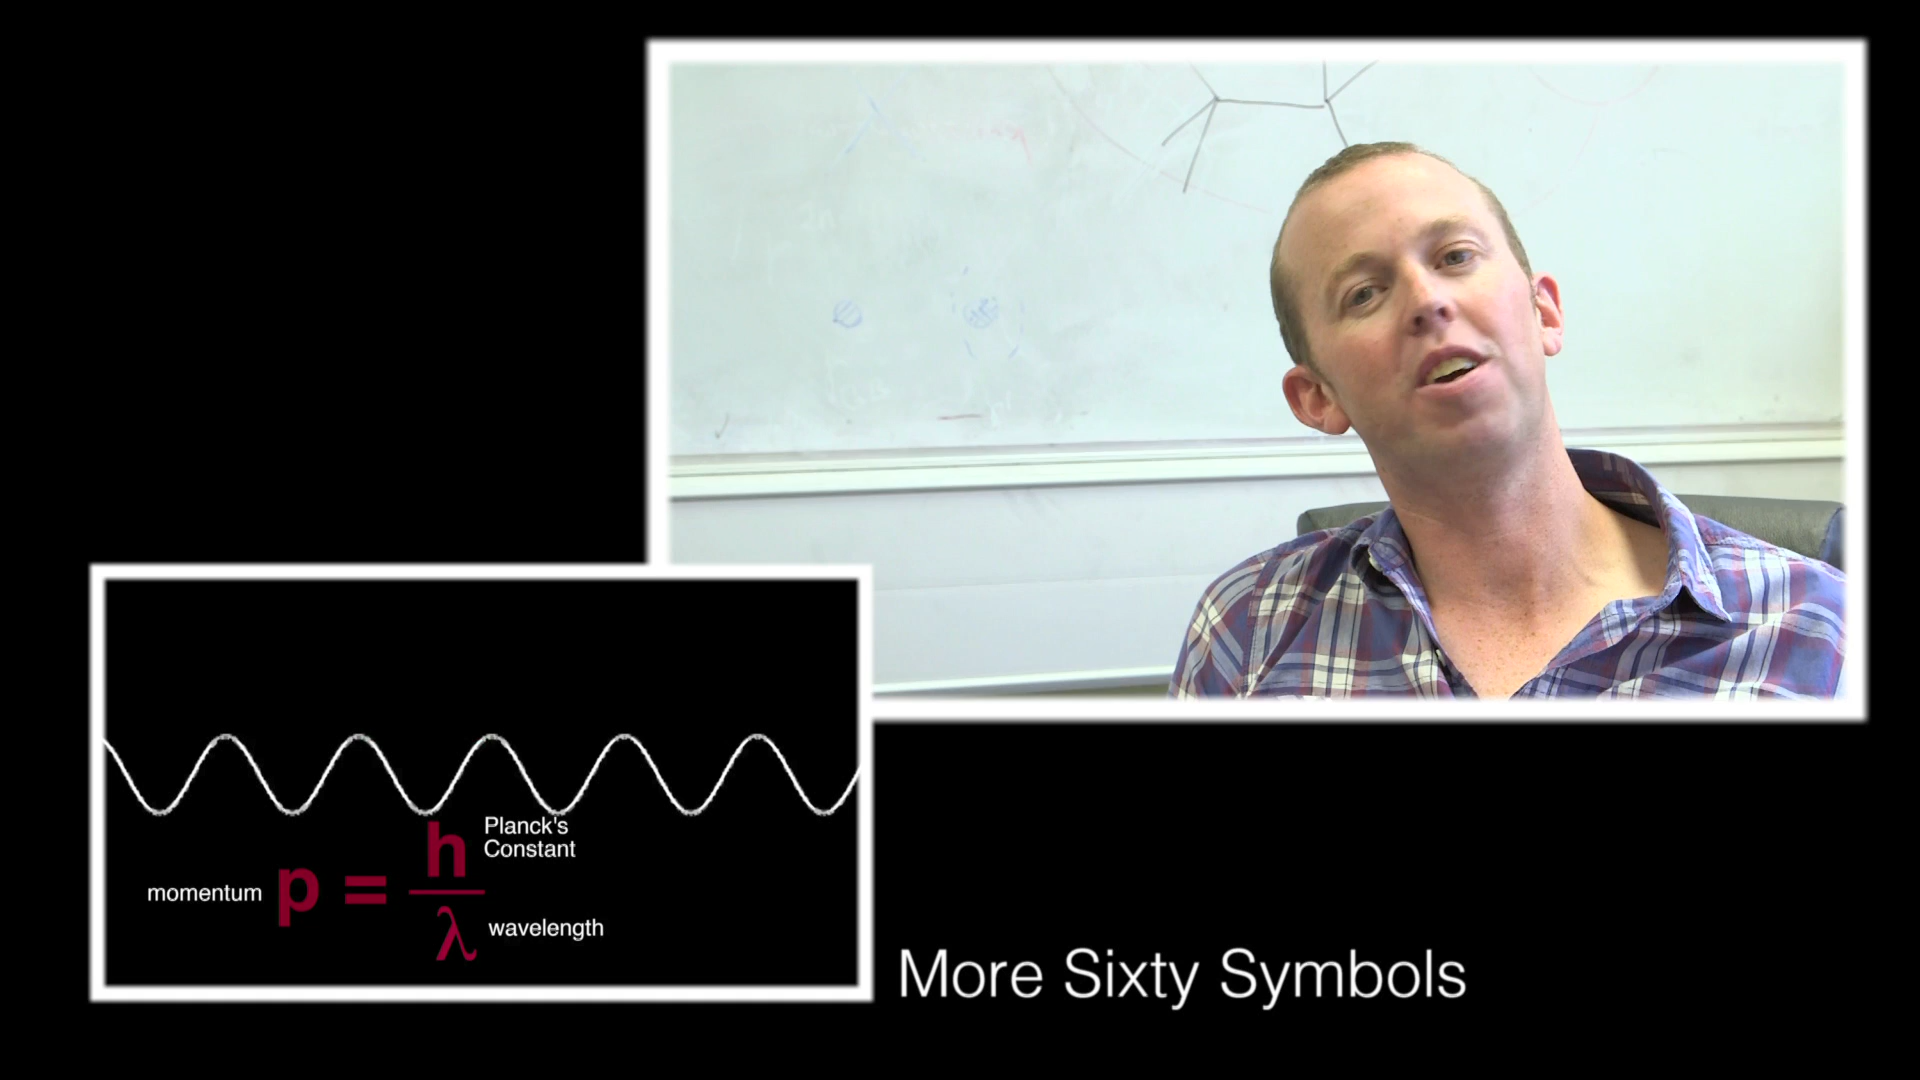 Planck's
Constant
h
momentum p =
λ wavelength
More Sixty Symbols